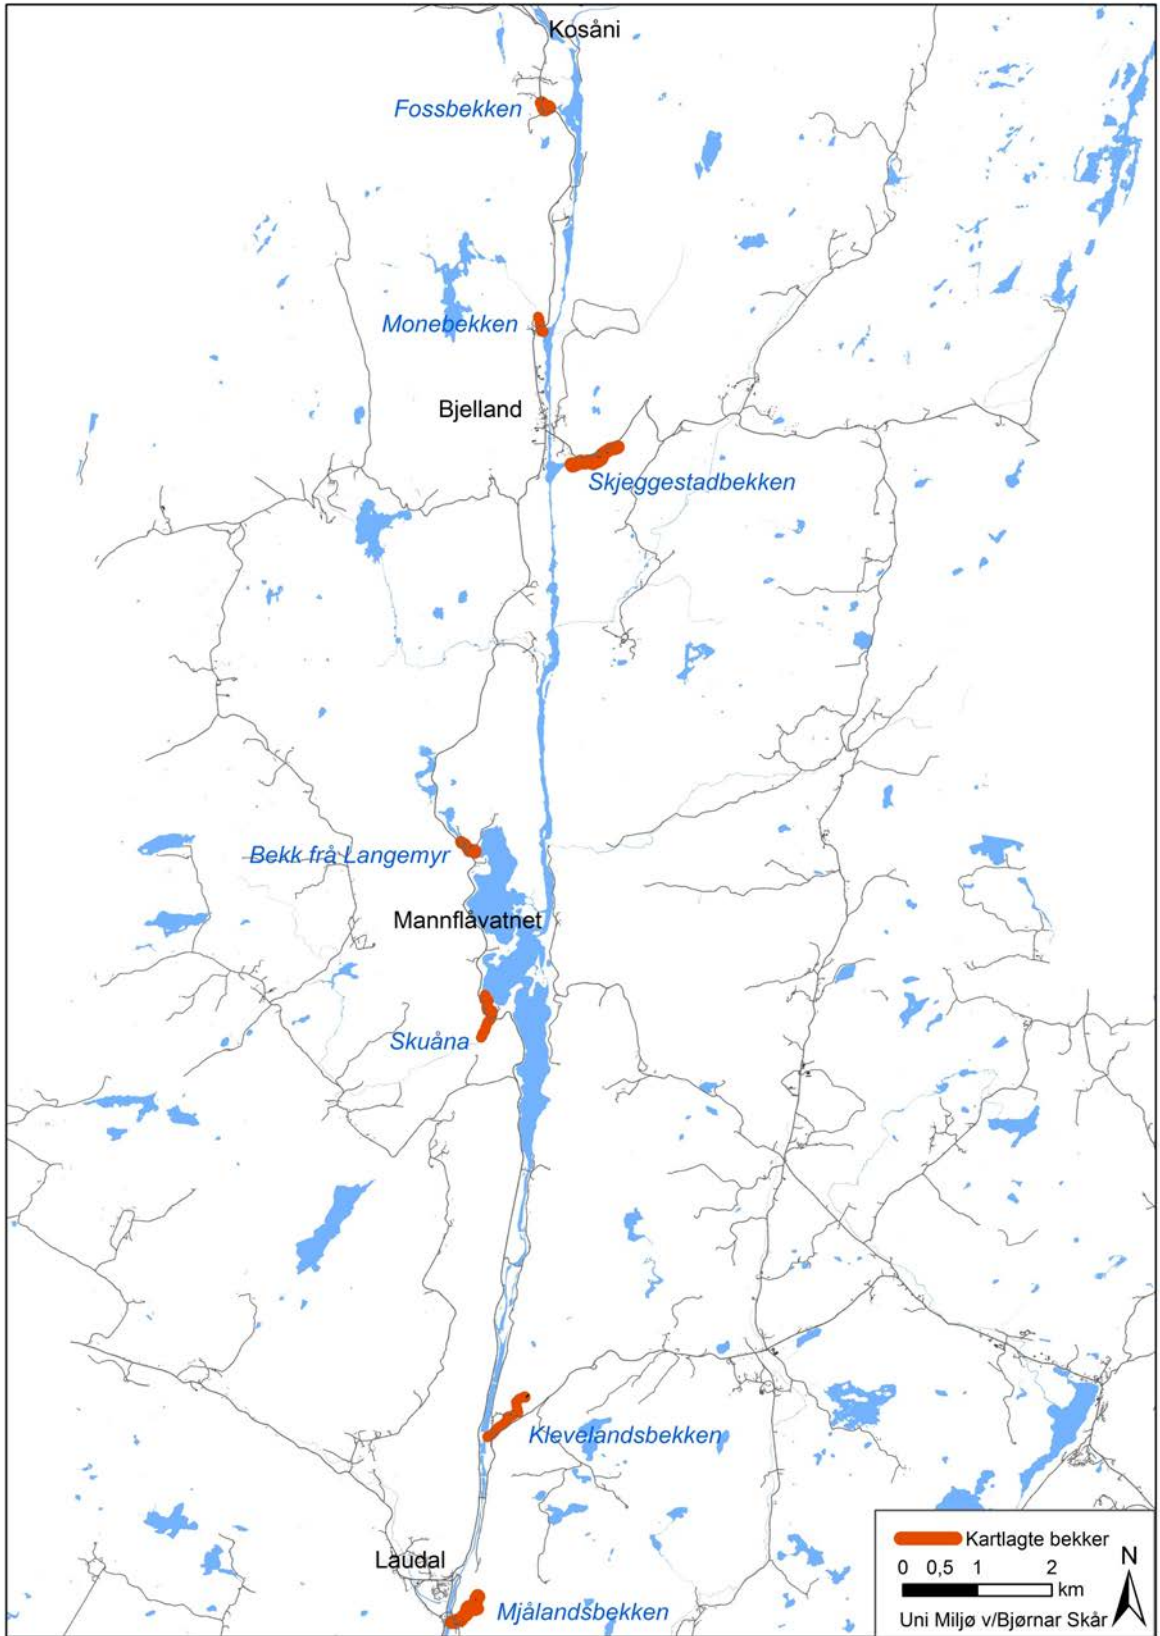 Kosåni
Fossbekken
Monebekken
Bjelland
Skjeggestadbekken
Bekk frå Langemyr
Mannflåvatnet
Skuåna
Klevelandsbekken
Laudal
Mjålandsbekken
Kartlagte bekker
N
0 0,5 1 2
km
Uni Miljø v/Bjørnar Skår